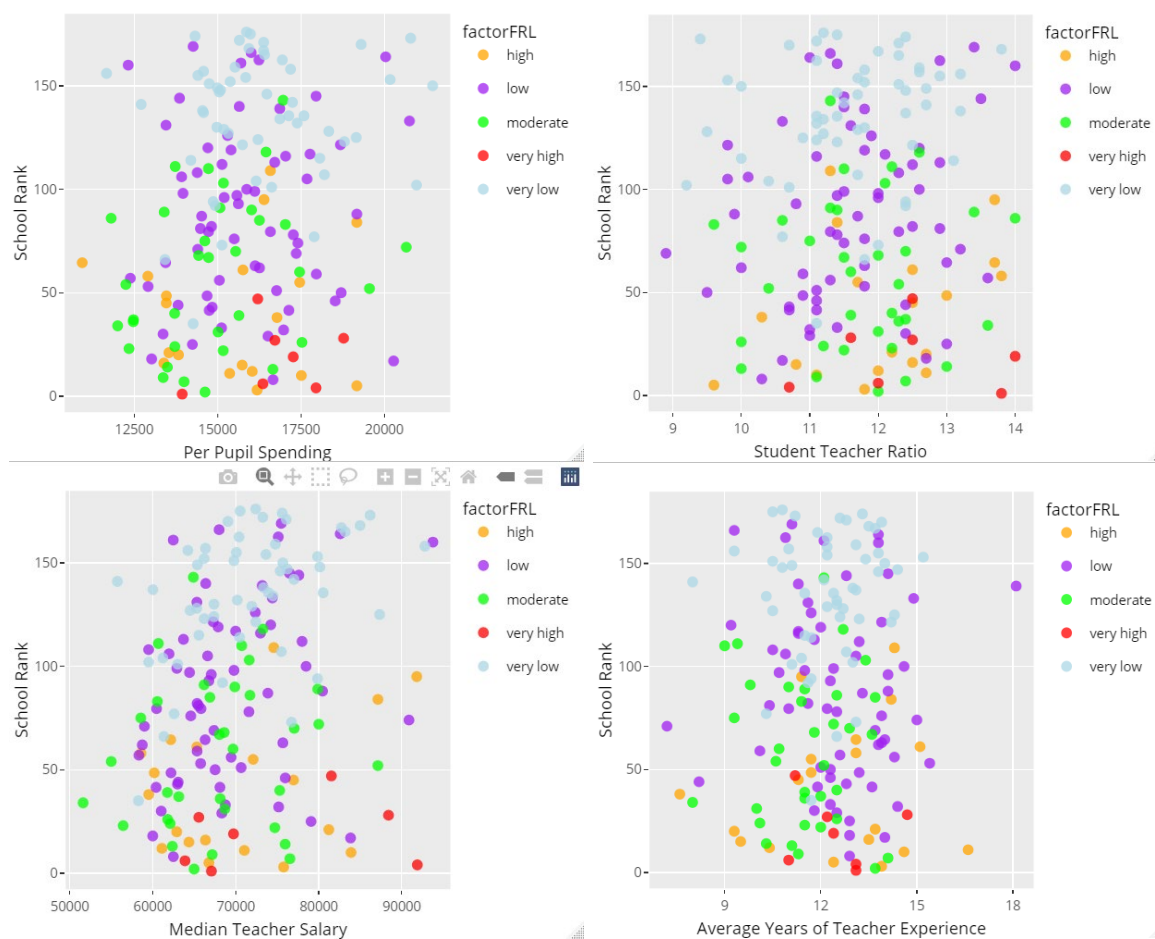 factorFRL
high
low
moderate
very high
very low
School Rank
150
100
50
0
12500 15000 17500 20000
Per Pupil Spending
factorFRL
high
low
moderate
very high
very low
School Rank
150
100
50
0
9 10 11 12 13 14
Student Teacher Ratio
factorFRL
high
low
moderate
very high
very low
School Rank
150
100
50
0
50000 60000 70000 80000 90000
Median Teacher Salary
factorFRL
high
low
moderate
very high
very low
School Rank
150
100
50
0
9 12 15 18
Average Years of Teacher Experience